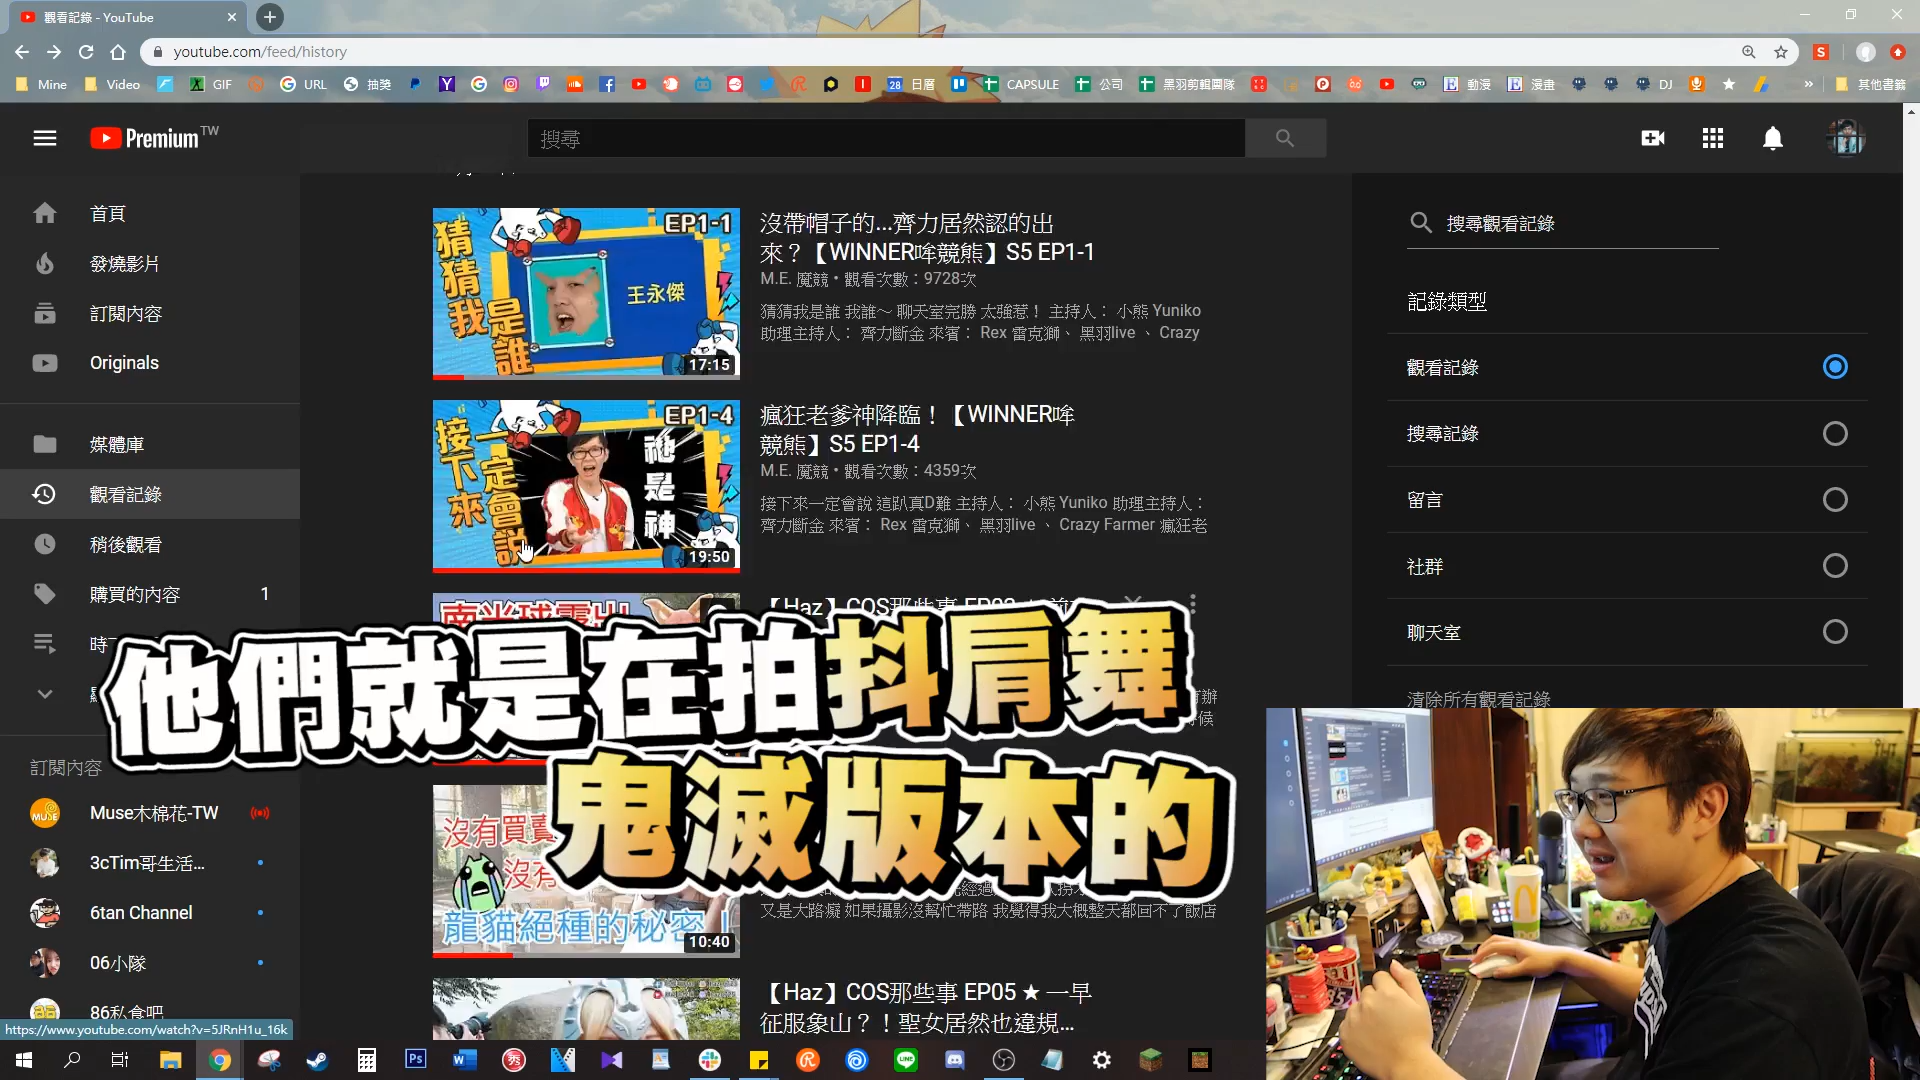 觀看記錄 - YouTube
youtube.com/feed/history
Mine
Video
GIF
URL
抽獎
28
日曆
CAPSULE
公司
黑羽剪輯團隊
動漫
漫畫
DJ
其他書籤
Premium TW
搜尋
首頁
發燒影片
訂閱內容
Originals
媒體庫
觀看記錄
稍後觀看
購買的內容 1
訂閱內容
Muse木棉花-TW
3cTim哥生活...
6tan Channel
06小隊
86私食吧
https://www.youtube.com/watch?v=5JRnH1u_16k
猜猜我是誰
EP1-1
王永傑
17:15
沒帶帽子的...齊力居然認的出
來？【WINNER哞競熊】S5 EP1-1
M.E. 魔競・觀看次數：9728次
猜猜我是誰 我誰～ 聊天室完勝 太強惹！ 主持人： 小熊 Yuniko
助理主持人： 齊力斷金 來賓： Rex 雷克獅、 黑羽live 、 Crazy
接下來一定會說
EP1-4
祂是神
19:50
瘋狂老爹神降臨！【WINNER哞
競熊】S5 EP1-4
M.E. 魔競・觀看次數：4359次
接下來一定會說 這趴真D難 主持人： 小熊 Yuniko 助理主持人：
齊力斷金 來賓： Rex 雷克獅、 黑羽live 、 Crazy Farmer 瘋狂老
他們就是在拍抖肩舞
鬼滅版本的
沒有買賣
沒有
龍貓絕種的秘密！
10:40
又是大路癡 如果攝影沒幫忙帶路 我覺得我大概整天都回不了飯店
【Haz】COS那些事 EP05 ★ 一早
征服象山？！聖女居然也違規...
搜尋觀看記錄
記錄類型
觀看記錄
搜尋記錄
留言
社群
聊天室
清除所有觀看記錄